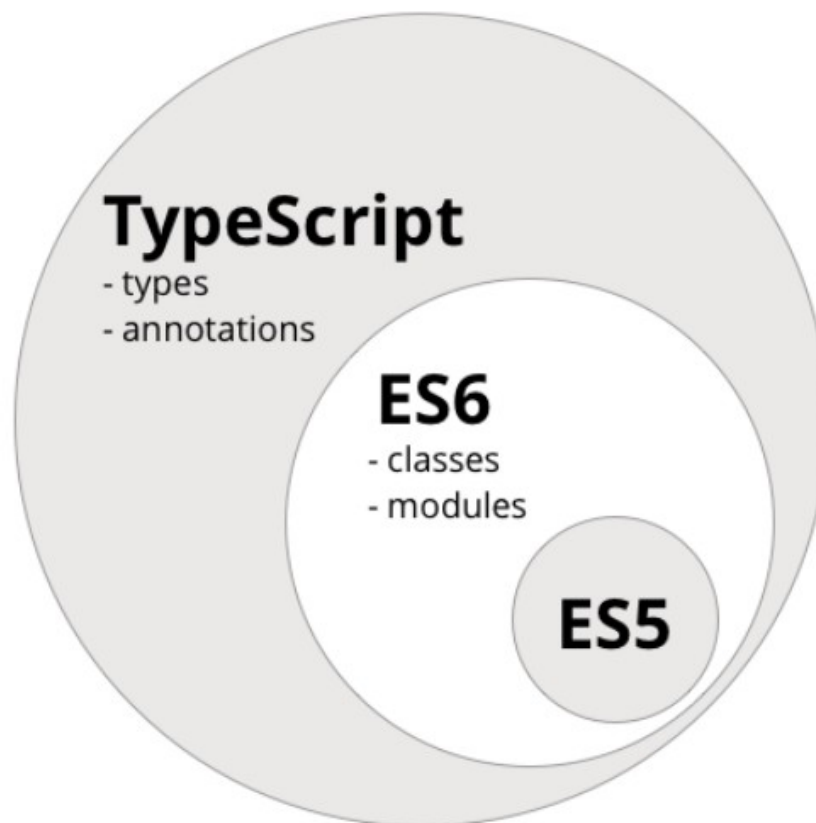 TypeScript
- types
- annotations
ES6
- classes
- modules
ES5